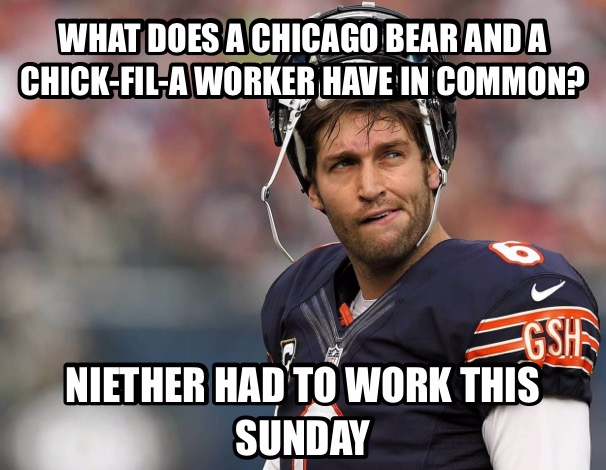 WHAT DOES A CHICAGO BEAR AND A
CHICK-FIL-A WORKER HAVE IN COMMON?
6
GSH
NIETHER HAD TO WORK THIS
SUNDAY